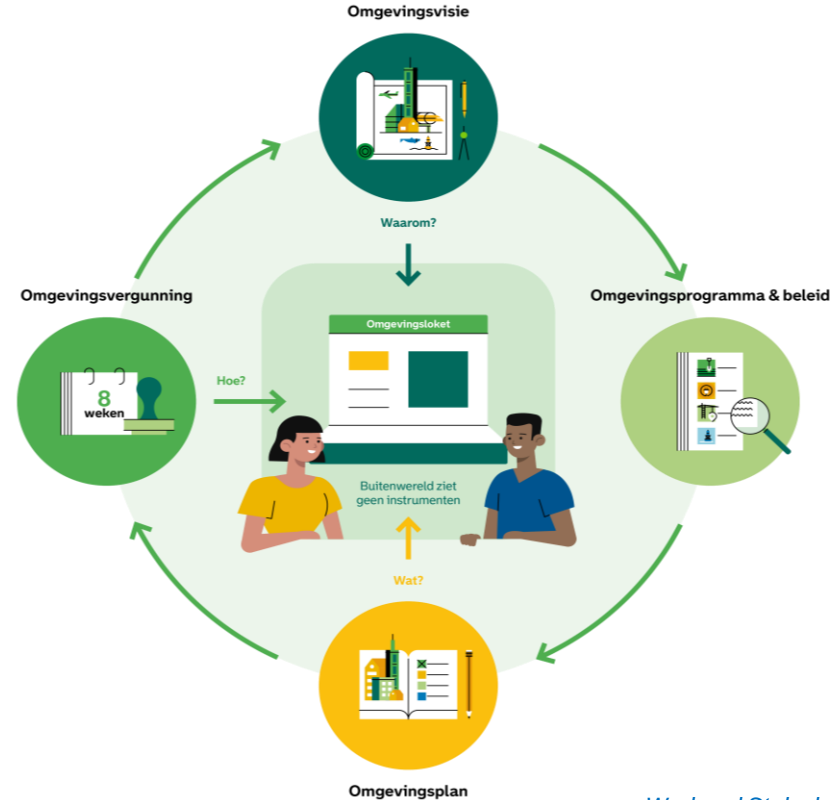 Omgevingsvisie
Waarom?
Omgevingsvergunning
Omgevingsprogramma & beleid
Omgevingsloket
Hoe?
8
weken
Buitenwereld ziet
geen instrumenten
Wat?
Omgevingsplan